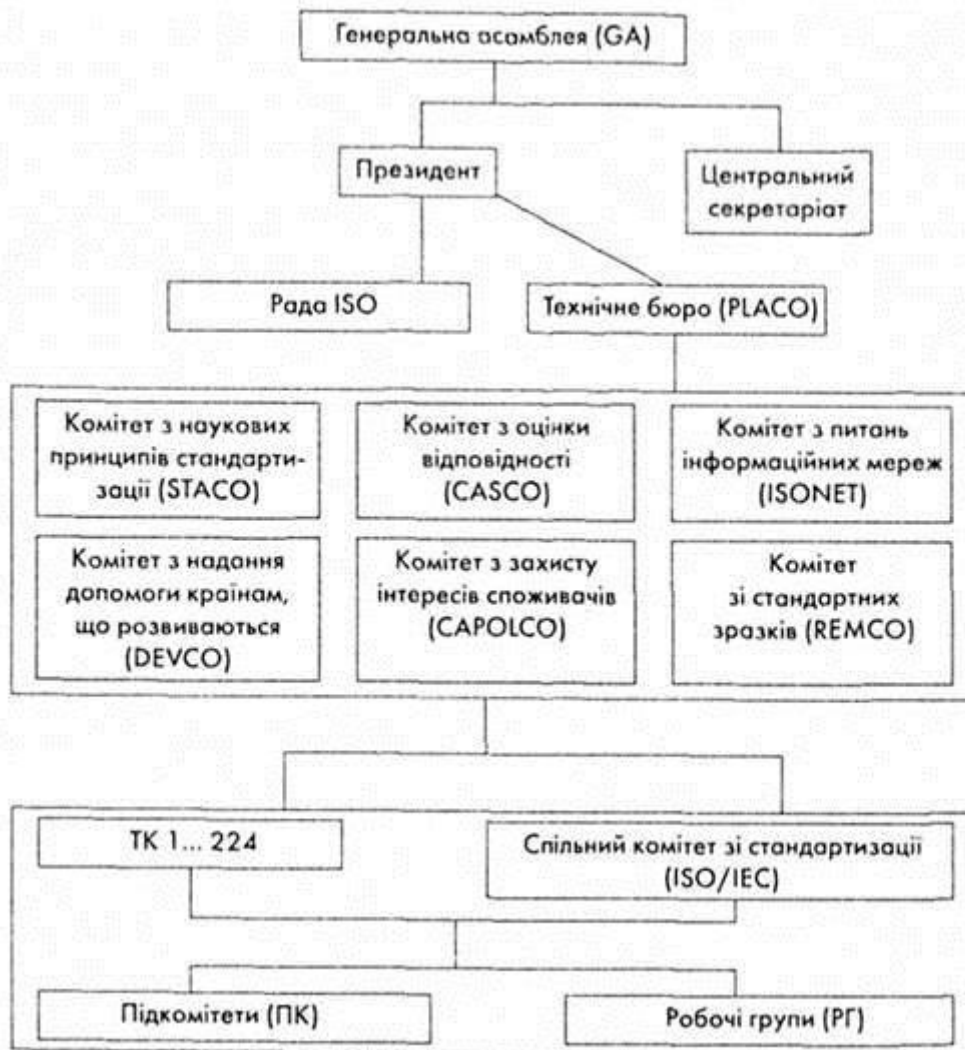 Генеральна асамблея (GA)
Президент
Центральний
секретаріат
Рада ISO
Технічне бюро (PLACO)
Комітет з наукових
принципів стандарти-
зації (STACO)
Комітет з оцінки
відповідності
(CASCO)
Комітет з питань
інформаційних мереж
(ISONET)
Комітет з надання
допомоги країнам,
що розвиваються
(DEVCO)
Комітет з захисту
інтересів споживачів
(CAPOLCO)
Комітет
зі стандартних
зразків (REMCO)
ТК 1... 224
Спільний комітет зі стандартизації
(ISO/IEC)
Підкомітети (ПК)
Робочі групи (РГ)